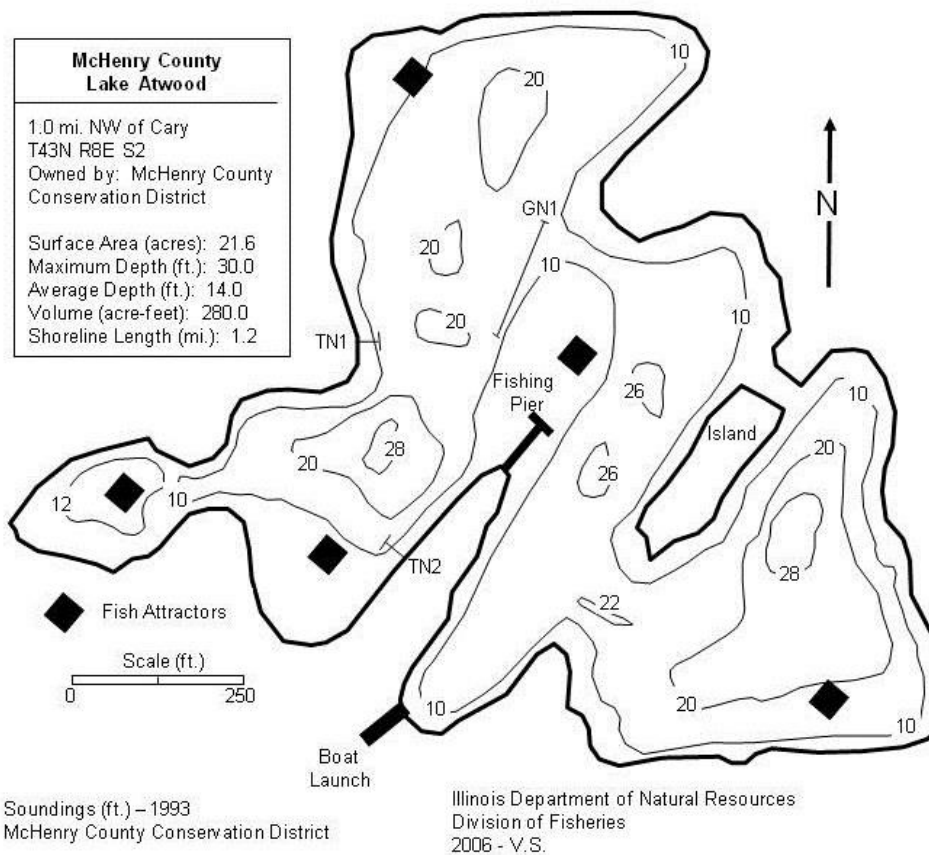 McHenry County
Lake Atwood
1.0 mi. NW of Cary
T43N R8E S2
Owned by: McHenry County
Conservation District
Surface Area (acres): 21.6
Maximum Depth (ft.): 30.0
Average Depth (ft.): 14.0
Volume (acre-feet): 280.0
Shoreline Length (mi.): 1.2
10
10
20
N
GN1
20
10
20
10
TN1
Fishing
Pier
26
10
Island
28
20
20
26
12
10
28
TN2
22
Fish Attractors
Scale (ft.)
0
250
10
20
10
Boat
Launch
Soundings (ft.) – 1993
McHenry County Conservation District
Illinois Department of Natural Resources
Division of Fisheries
2006 - V.S.